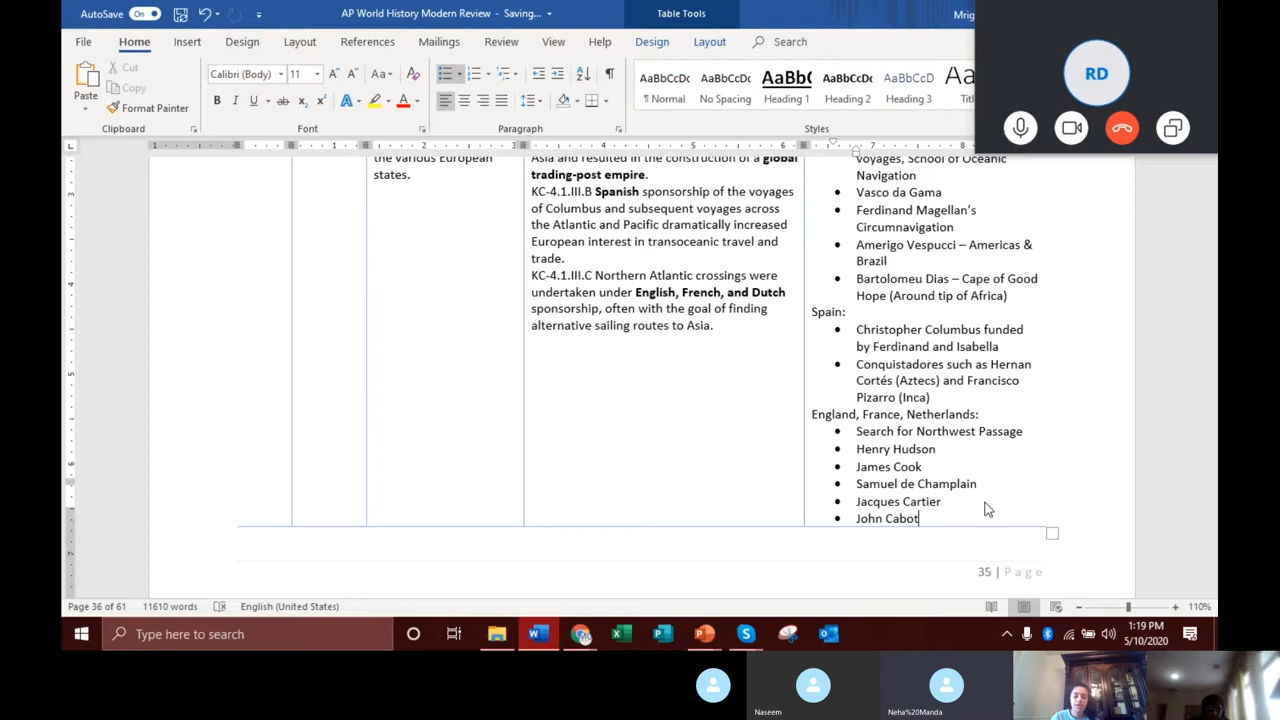 AutoSave On AP World History Modern Review - Saving... Table Tools Mrig
File Home Insert Design Layout References Mailings Review View Help Design Layout Search
RD
Paste Cut Copy Format Painter
Calibri (Body) 11
AaBbCcDc AaBbCcDc AaBbC AaBbCcDc AaBbCcDc
¶ Normal No Spacing Heading 1 Heading 2 Heading 3
Clipboard Font Paragraph Styles
the various European
states.
Asia and resulted in the construction of a global
trading-post empire.
KC-4.1.III.B Spanish sponsorship of the voyages
of Columbus and subsequent voyages across
the Atlantic and Pacific dramatically increased
European interest in transoceanic travel and
trade.
KC-4.1.III.C Northern Atlantic crossings were
undertaken under English, French, and Dutch
sponsorship, often with the goal of finding
alternative sailing routes to Asia.
voyages, School of Oceanic
Navigation
• Vasco da Gama
• Ferdinand Magellan's
Circumnavigation
• Amerigo Vespucci – Americas &
Brazil
• Bartolomeu Dias – Cape of Good
Hope (Around tip of Africa)
Spain:
• Christopher Columbus funded
by Ferdinand and Isabella
• Conquistadores such as Hernan
Cortés (Aztecs) and Francisco
Pizarro (Inca)
England, France, Netherlands:
• Search for Northwest Passage
• Henry Hudson
• James Cook
• Samuel de Champlain
• Jacques Cartier
• John Cabot
35 | Page
Page 36 of 61 11610 words English (United States) 110%
Type here to search
1:19 PM
5/10/2020
Naseem Neha%20Manda